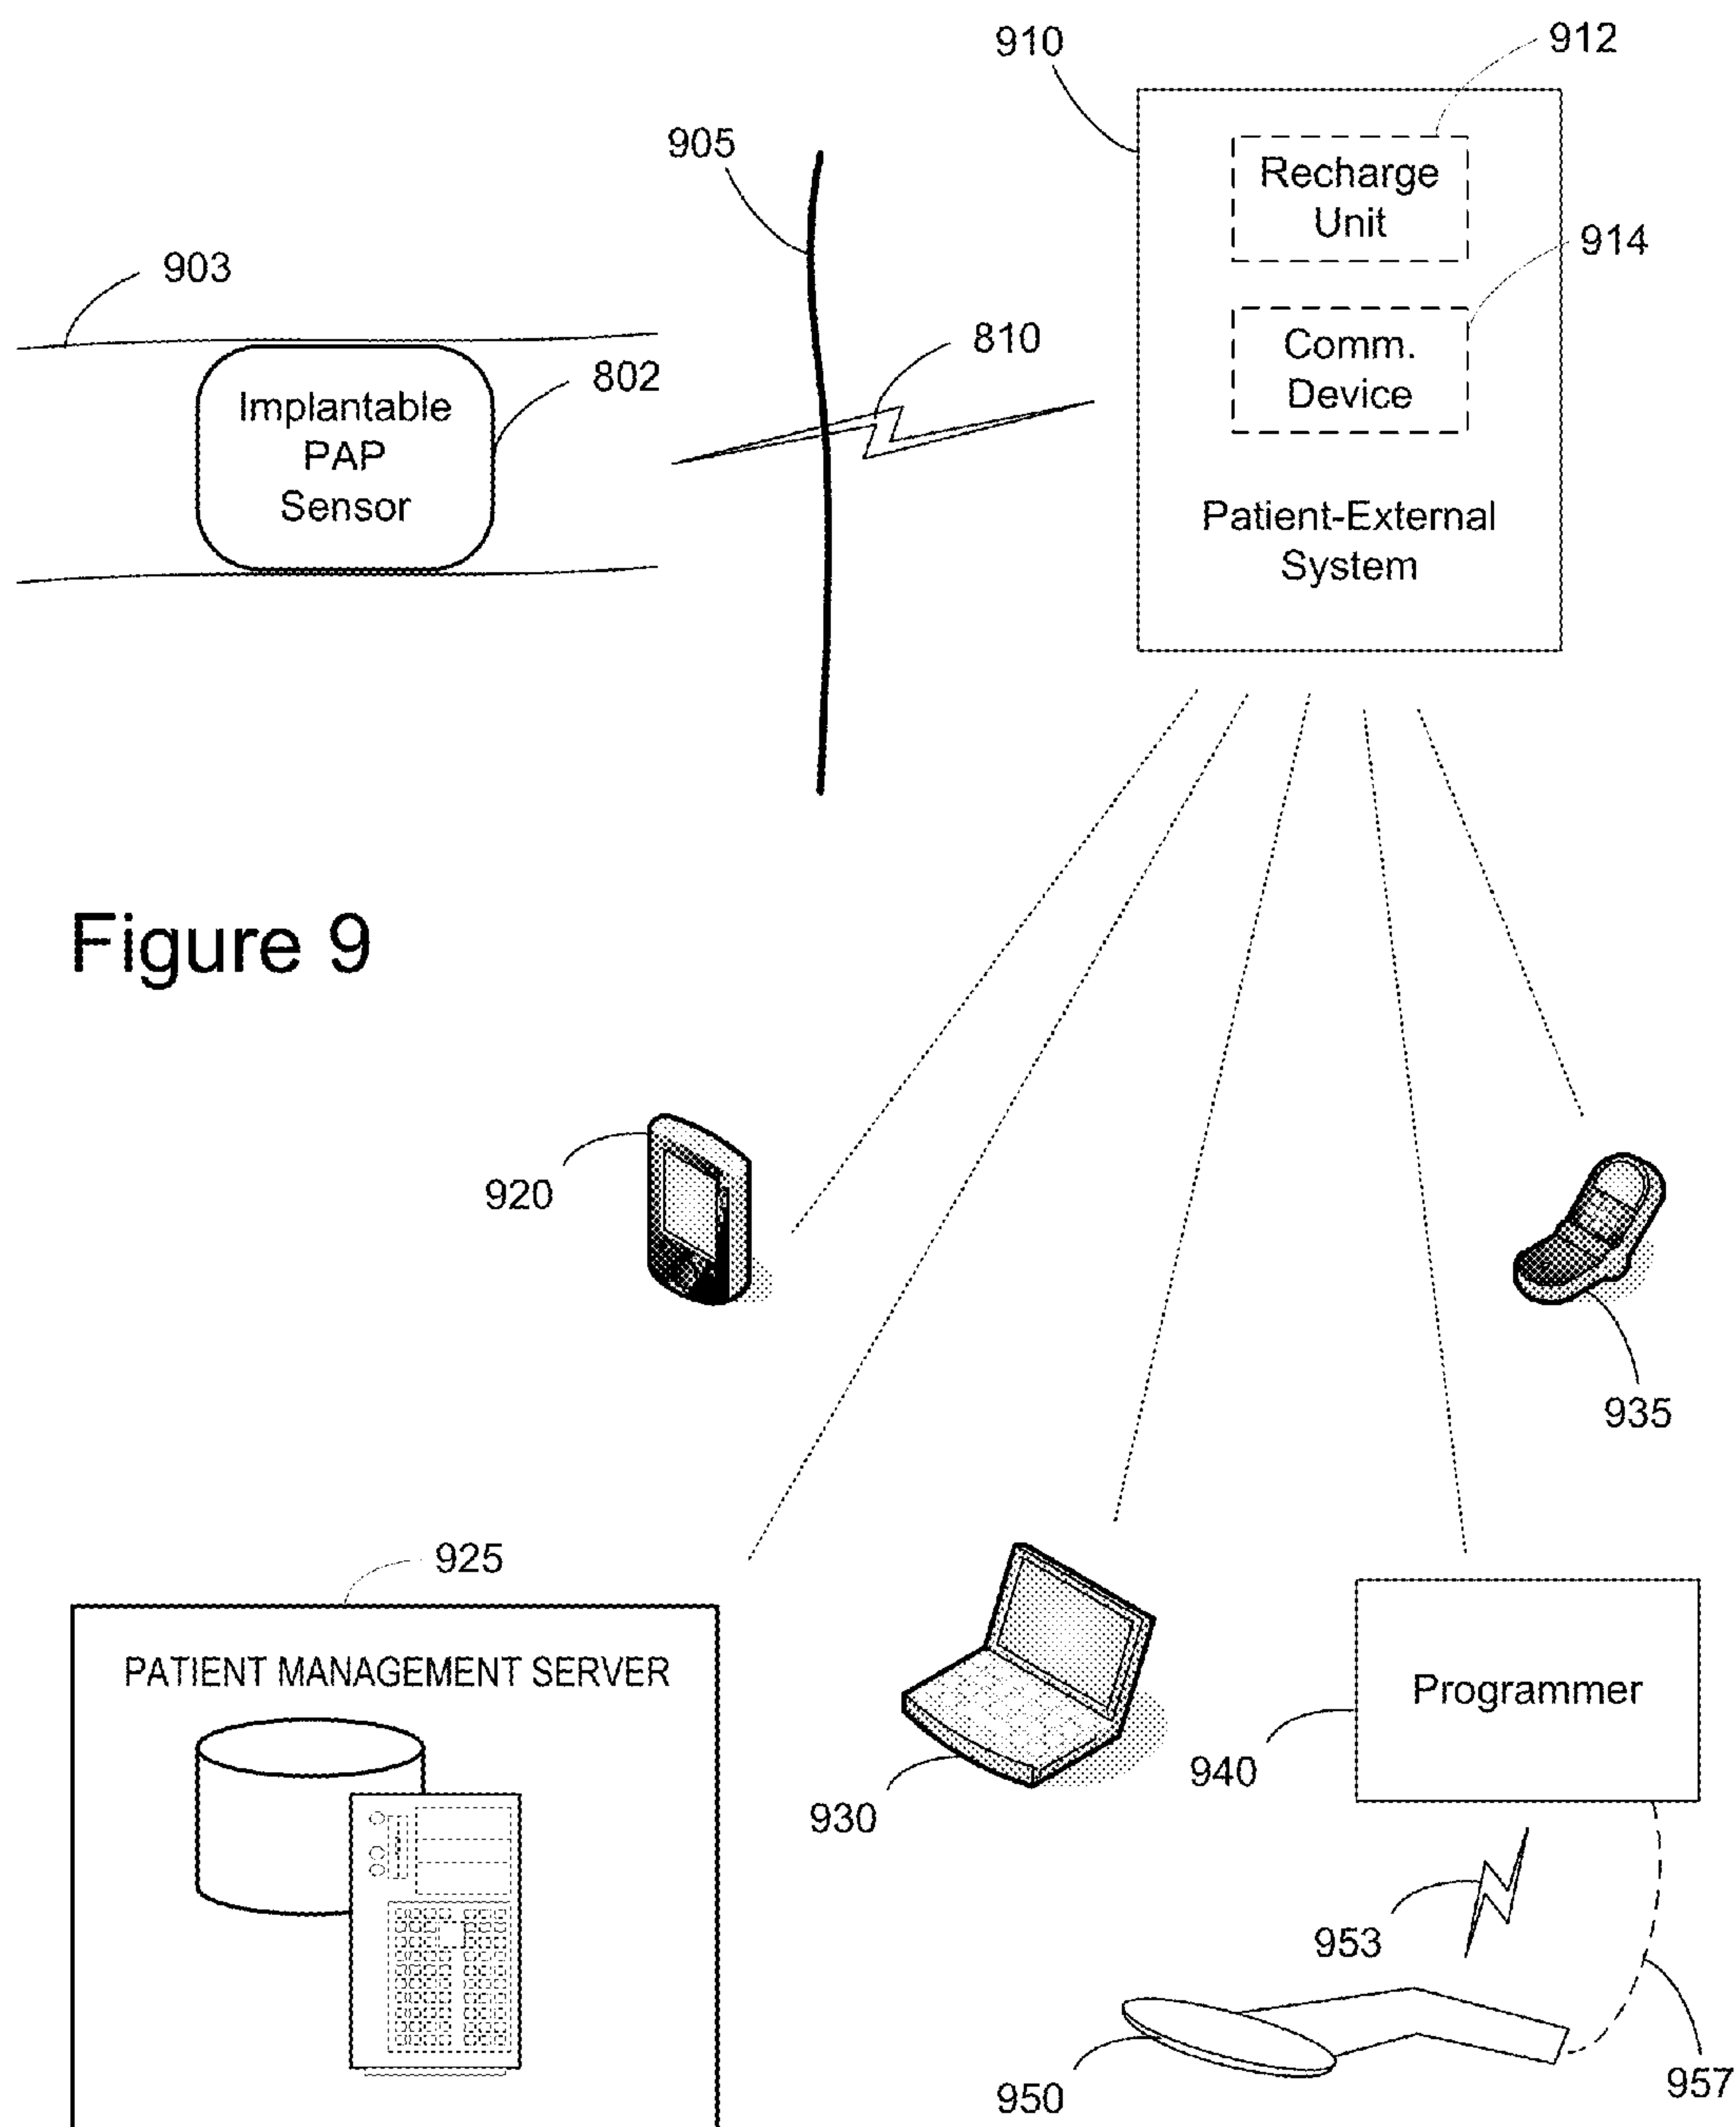 910
912
905
Recharge
Unit
914
903
810
Comm.
Device
802
Implantable
PAP
Sensor
Patient-External
System
Figure 9
920
935
925
PATIENT MANAGEMENT SERVER
Programmer
940
930
953
950
957